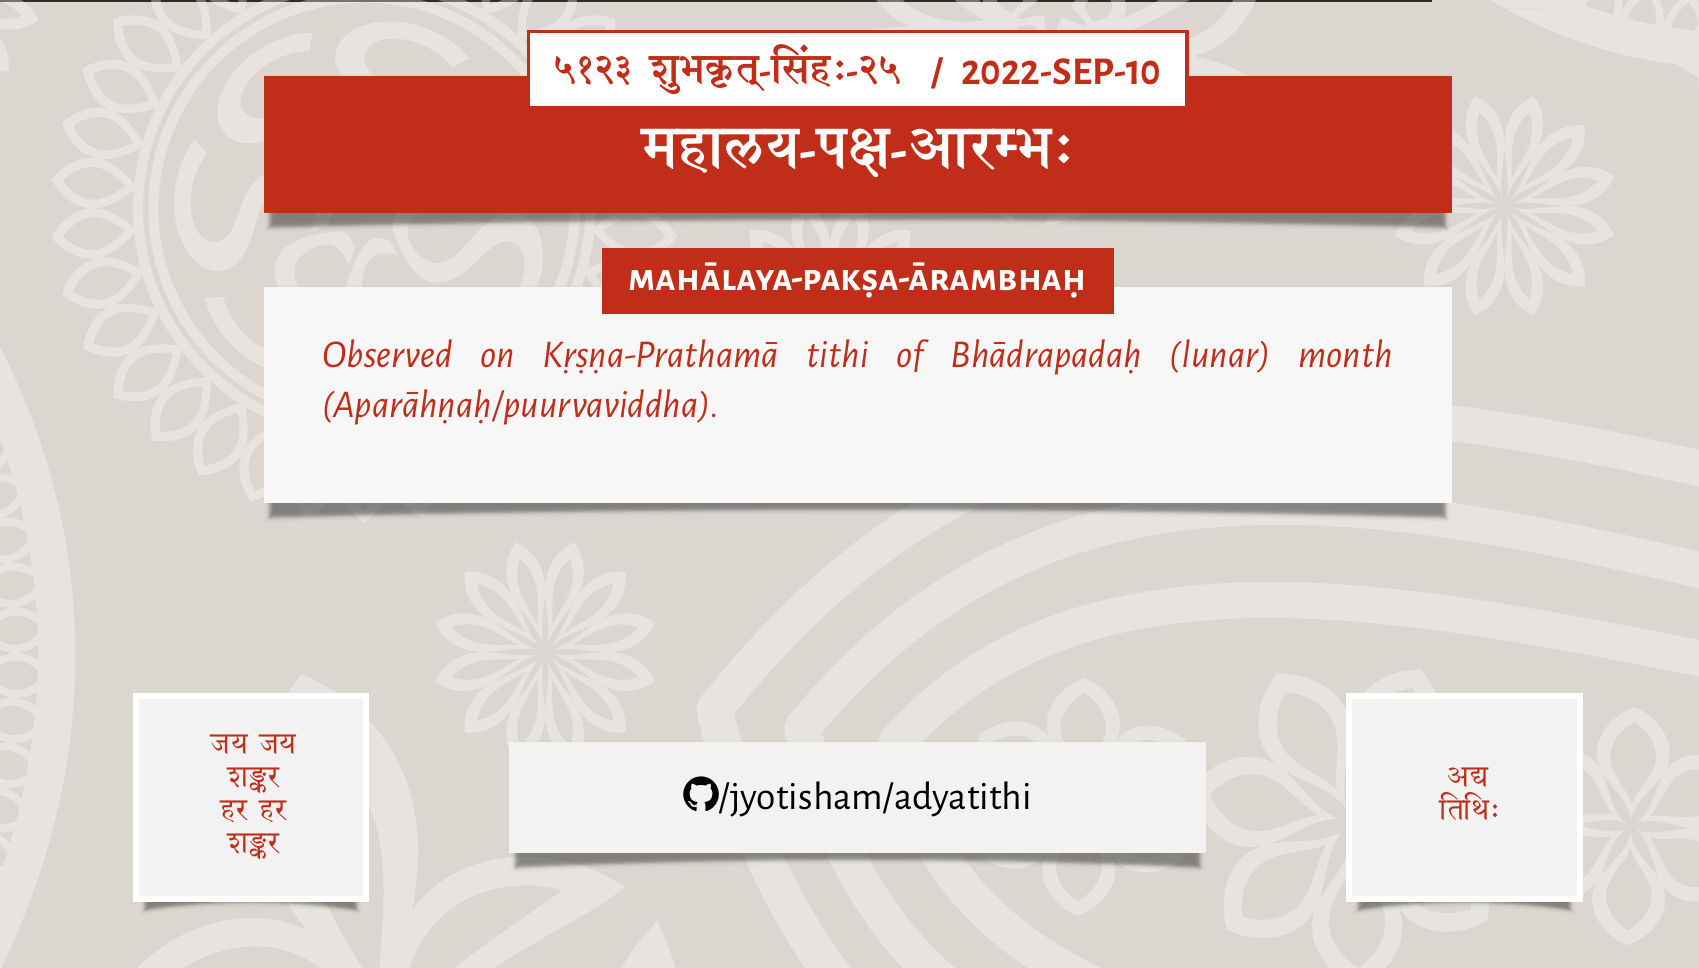 ५१२३ शुभकृत्-सिंहः-२५ / 2022-SEP-10
महालय-पक्ष-आरम्भः
MAHĀLAYA-PAKṢA-ĀRAMBHAḤ
Observed on Kṛṣṇa-Prathamā tithi of Bhādrapadaḥ (lunar) month
(Aparāhṇaḥ/puurvaviddha).
जय जय
शङ्कर
हर हर
शङ्कर
/jyotisham/adyatithi
अद्य
तिथिः